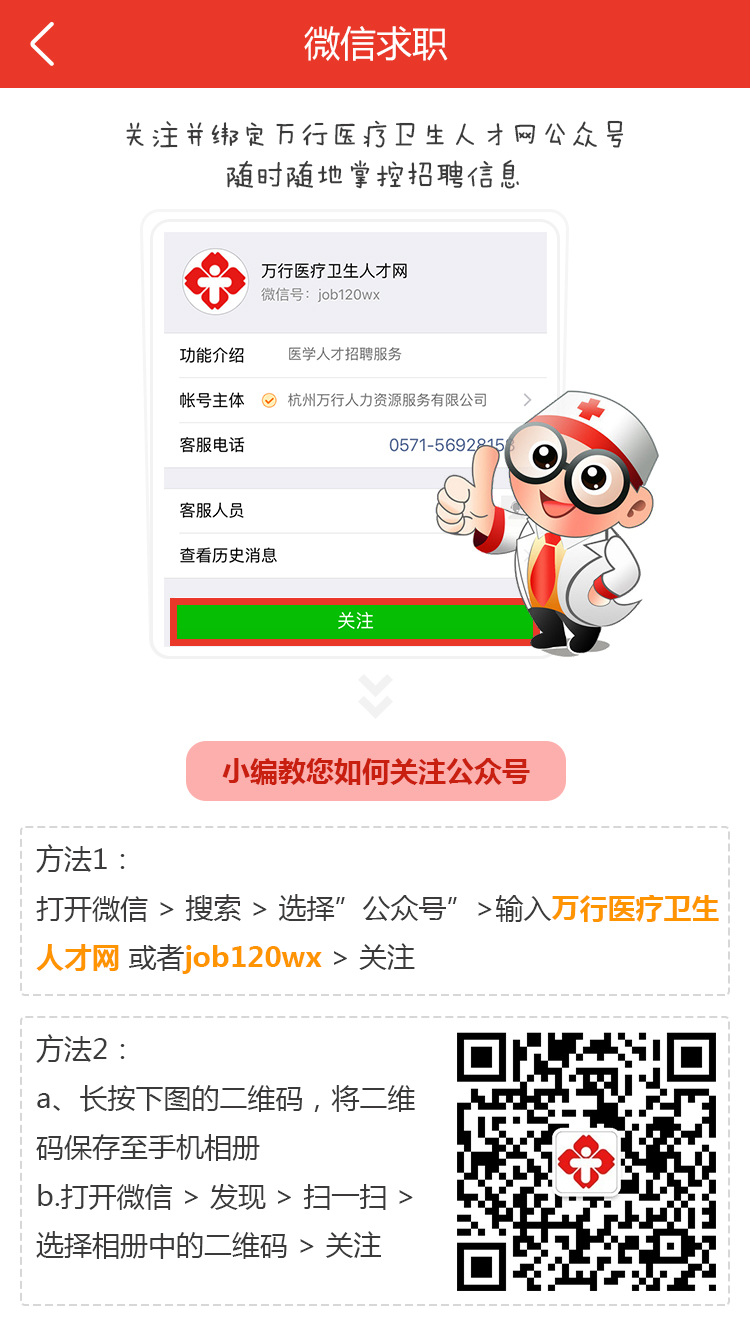 微信求职
关注并绑定万行医疗卫生人才网公众号
随时随地掌控招聘信息
万行医疗卫生人才网
微信号：job120wx
功能介绍 医学人才招聘服务
帐号主体 杭州万行人力资源服务有限公司
客服电话 0571-56928158
客服人员
查看历史消息
关注
小编教您如何关注公众号
方法1：
打开微信 > 搜索 > 选择”公众号”>输入万行医疗卫生
人才网 或者job120wx > 关注
方法2：
a、长按下图的二维码，将二维
码保存至手机相册
b.打开微信 > 发现 > 扫一扫 >
选择相册中的二维码 > 关注